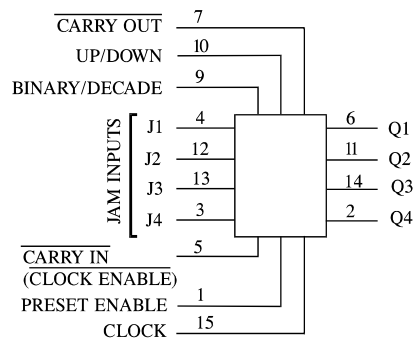 CARRY OUT 7
UP/DOWN 10
BINARY/DECADE 9
JAM INPUTS
J1 4 6 Q1
J2 12 11 Q2
J3 13 14 Q3
J4 3 2 Q4
CARRY IN 5
(CLOCK ENABLE)
PRESET ENABLE 1
CLOCK 15